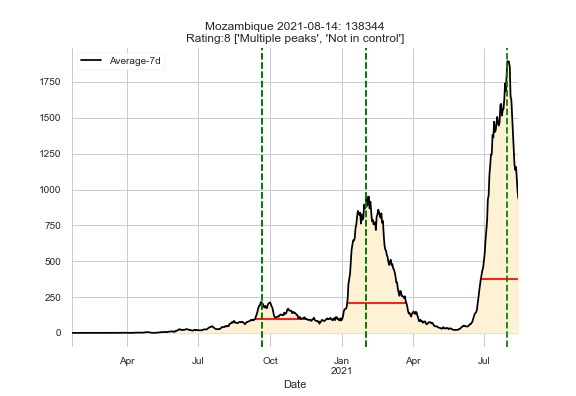 Mozambique 2021-08-14: 138344
Rating:8 ['Multiple peaks', 'Not in control']
Average-7d
1750
1500
1250
1000
750
500
250
0
Apr
Jul
Oct
Jan
2021
Apr
Jul
Date